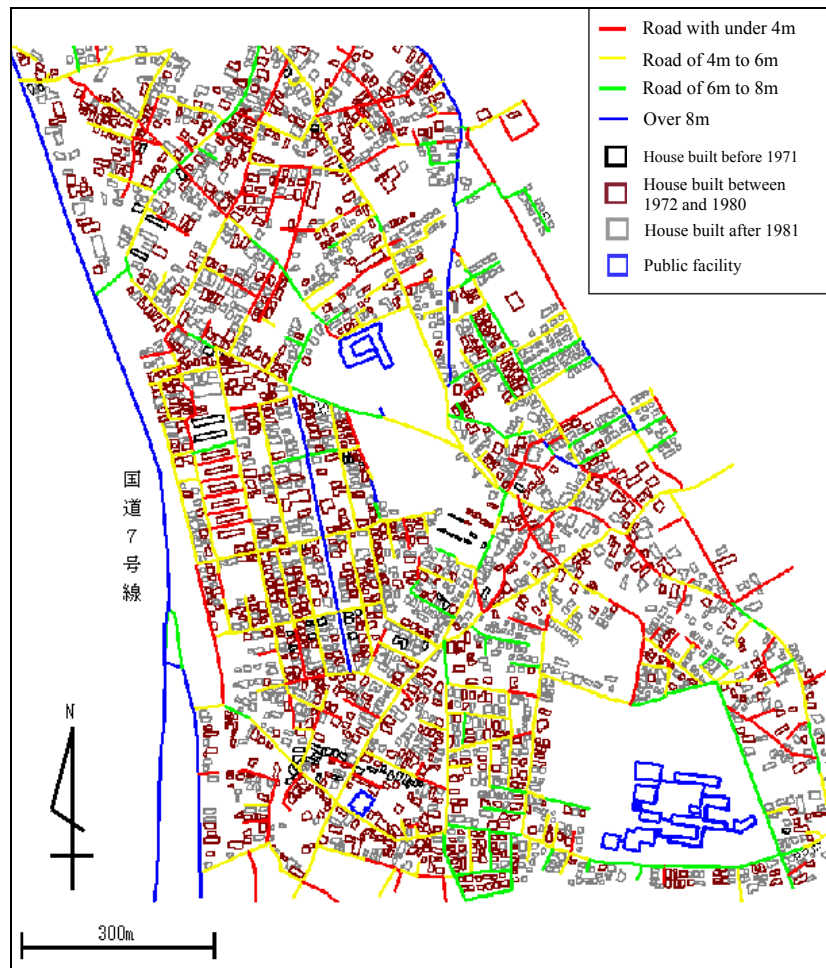 Road with under 4m
Road of 4m to 6m
Road of 6m to 8m
Over 8m
House built before 1971
House built between
1972 and 1980
House built after 1981
Public facility
国道7号線
N
300m